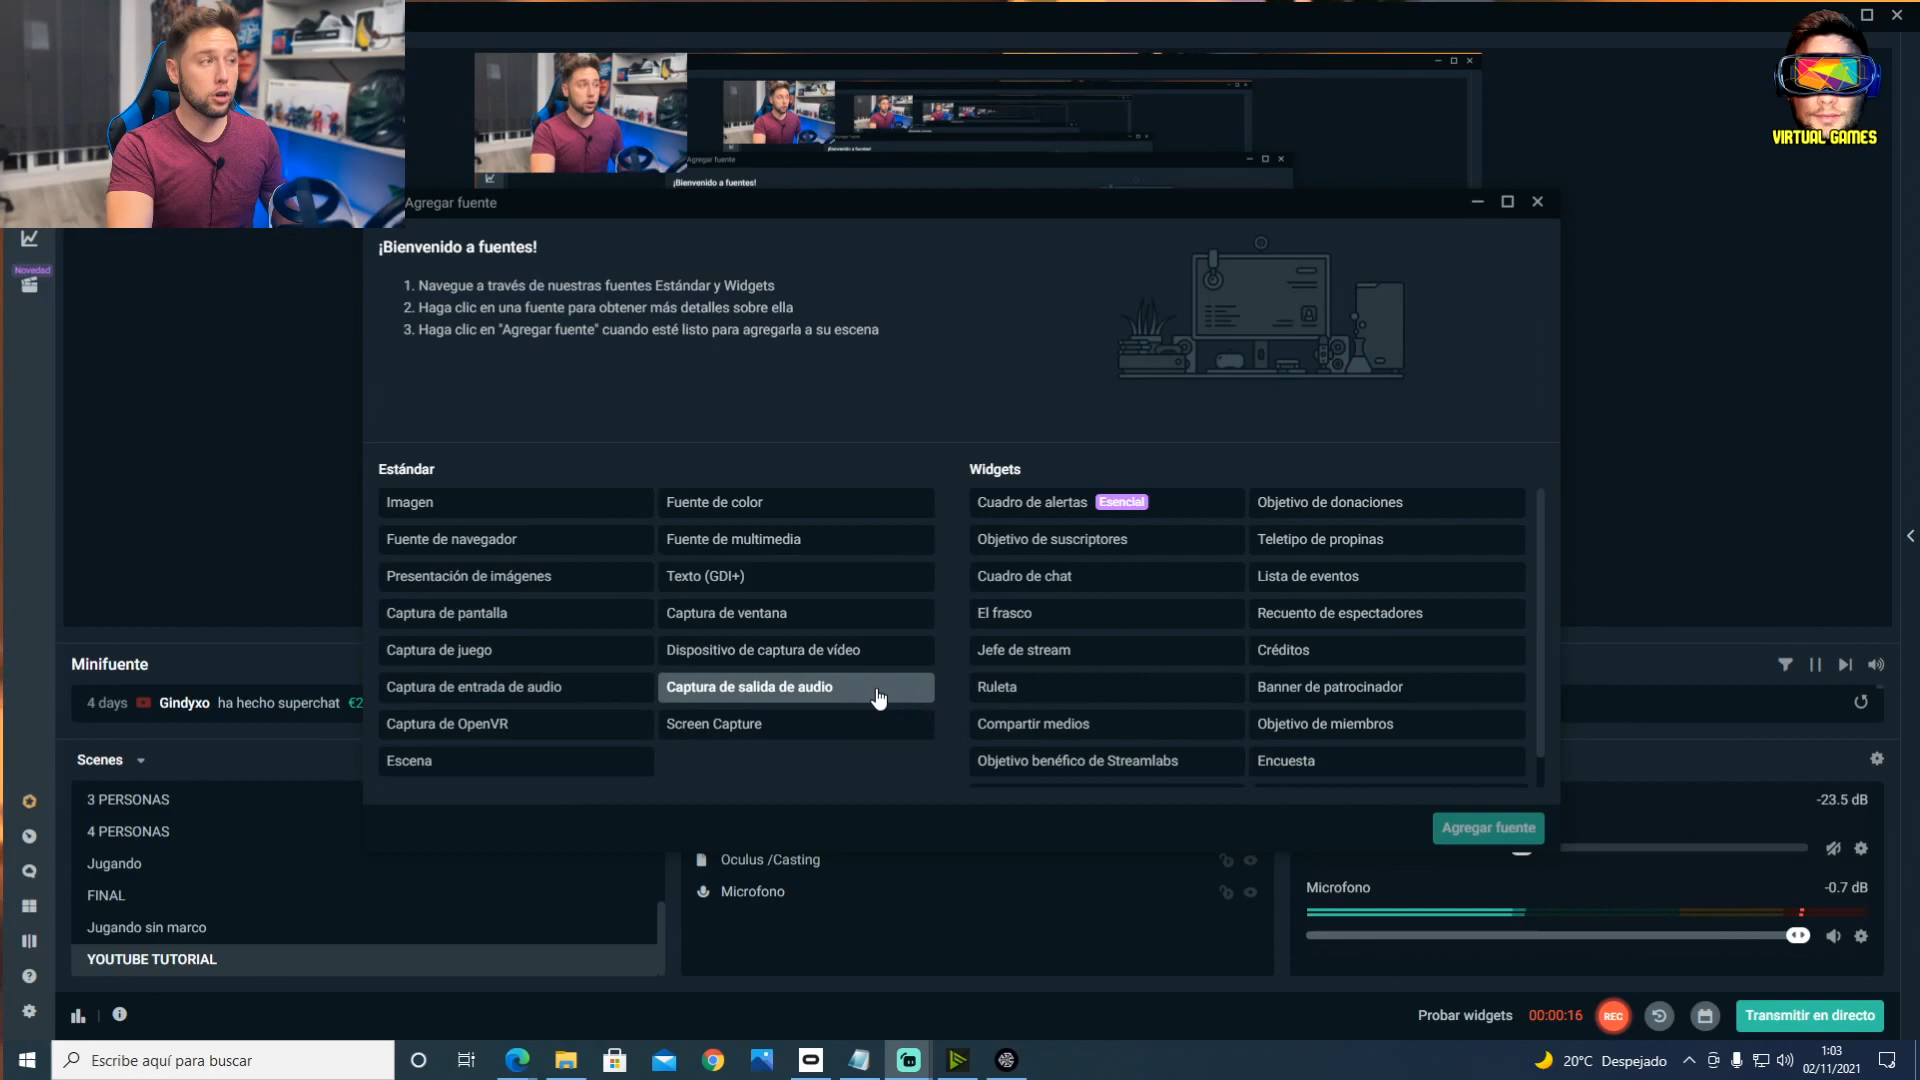 VIRTUAL GAMES
Agregar fuente
¡Bienvenido a fuentes!
Agregar fuente
¡Bienvenido a fuentes!
1. Navegue a través de nuestras fuentes Estándar y Widgets
2. Haga clic en una fuente para obtener más detalles sobre ella
3. Haga clic en "Agregar fuente" cuando esté listo para agregarla a su escena
Novedad
Estándar
Imagen
Fuente de color
Fuente de navegador
Fuente de multimedia
Presentación de imágenes
Texto (GDI+)
Captura de pantalla
Captura de ventana
Captura de juego
Dispositivo de captura de vídeo
Captura de entrada de audio
Captura de salida de audio
Captura de OpenVR
Screen Capture
Escena
Widgets
Cuadro de alertas Esencial
Objetivo de donaciones
Objetivo de suscriptores
Teletipo de propinas
Cuadro de chat
Lista de eventos
El frasco
Recuento de espectadores
Jefe de stream
Créditos
Ruleta
Banner de patrocinador
Compartir medios
Objetivo de miembros
Objetivo benéfico de Streamlabs
Encuesta
Agregar fuente
Minifuente
4 days Gindyxo ha hecho superchat €2
Scenes
3 PERSONAS
4 PERSONAS
Jugando
FINAL
Jugando sin marco
YOUTUBE TUTORIAL
Oculus /Casting
Microfono
-23.5 dB
Microfono -0.7 dB
Probar widgets 00:00:16 REC Transmitir en directo
Escribe aquí para buscar
20°C Despejado
1:03
02/11/2021